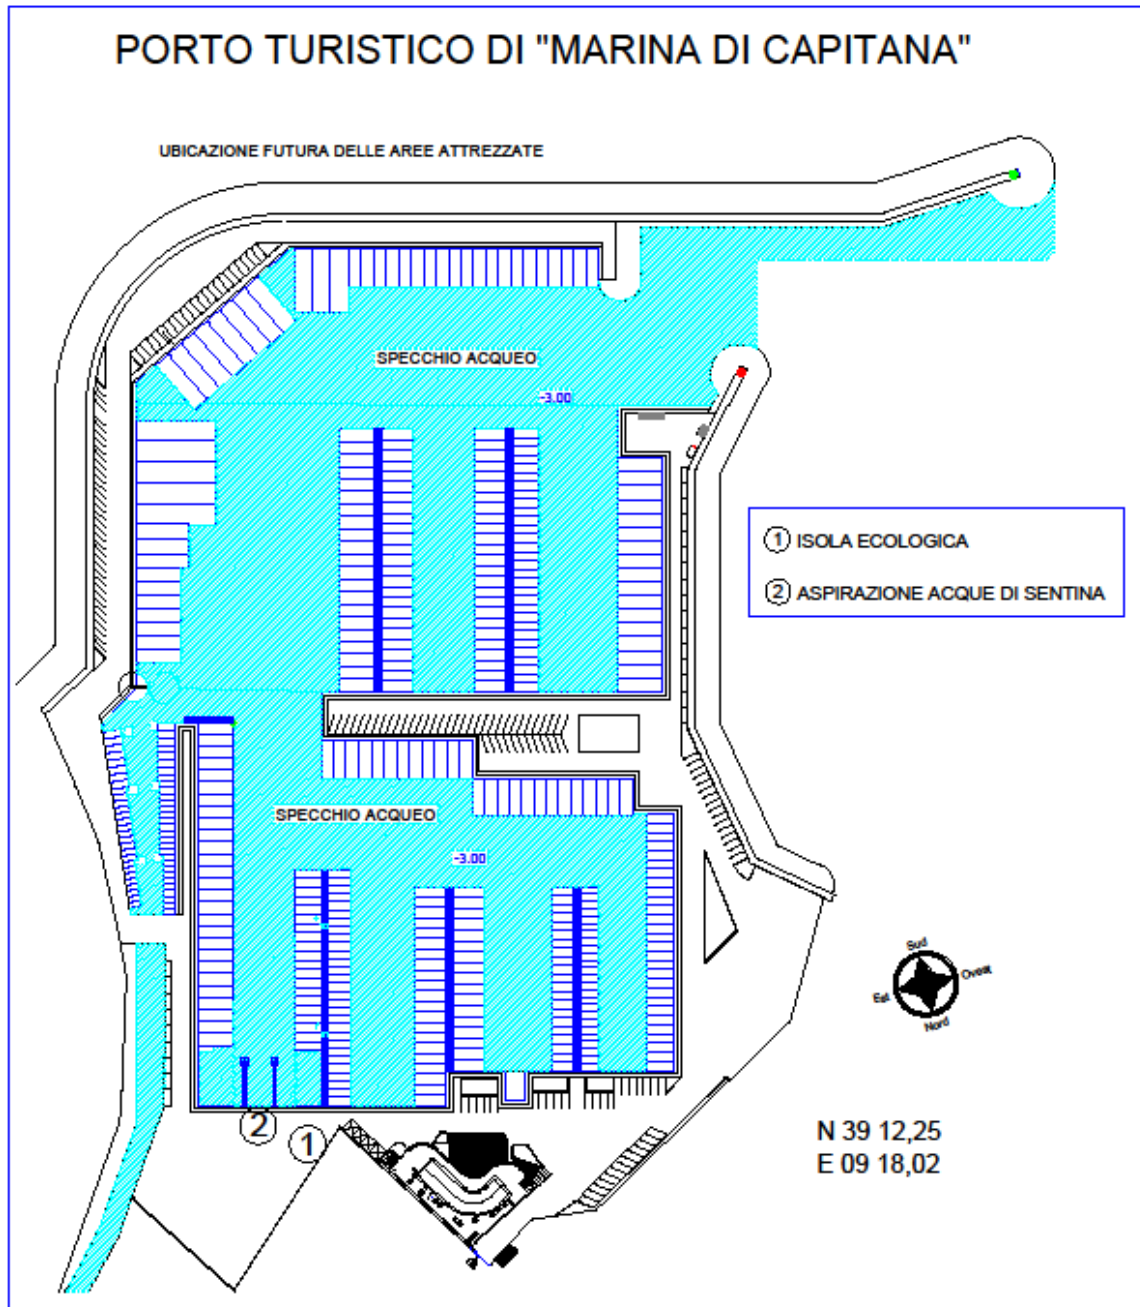 PORTO TURISTICO DI "MARINA DI CAPITANA"
UBICAZIONE FUTURA DELLE AREE ATTREZZATE
SPECCHIO ACQUEO
-3.00
1 ISOLA ECOLOGICA
2 ASPIRAZIONE ACQUE DI SENTINA
SPECCHIO ACQUEO
-3.00
Sud
Ovest
Est
Nord
2
1
N 39 12,25
E 09 18,02